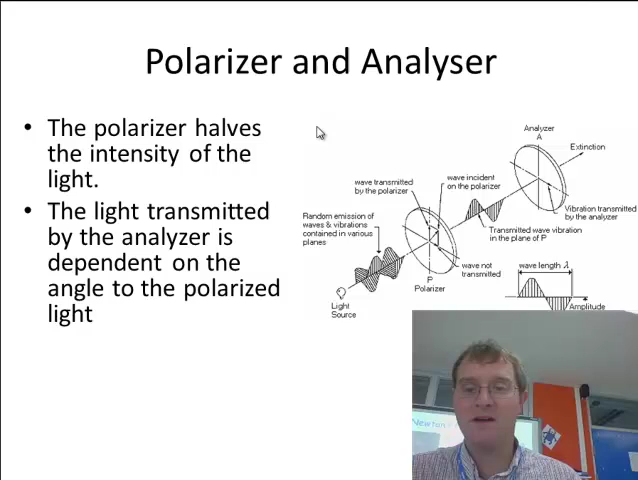 Polarizer and Analyser
• The polarizer halves
the intensity of the
light.
• The light transmitted
by the analyzer is
dependent on the
angle to the polarized
light
Analyzer
A
Extinction
wave transmitted
by the polarizer
wave incident
on the polarizer
Vibration transmitted
by the analyzer
Random emission of
waves & vibrations
contained in various
planes
Transmitted wave vibration
in the plane of P
wave not
transmitted
P
Polarizer
wave length λ
Light
Source
Amplitude